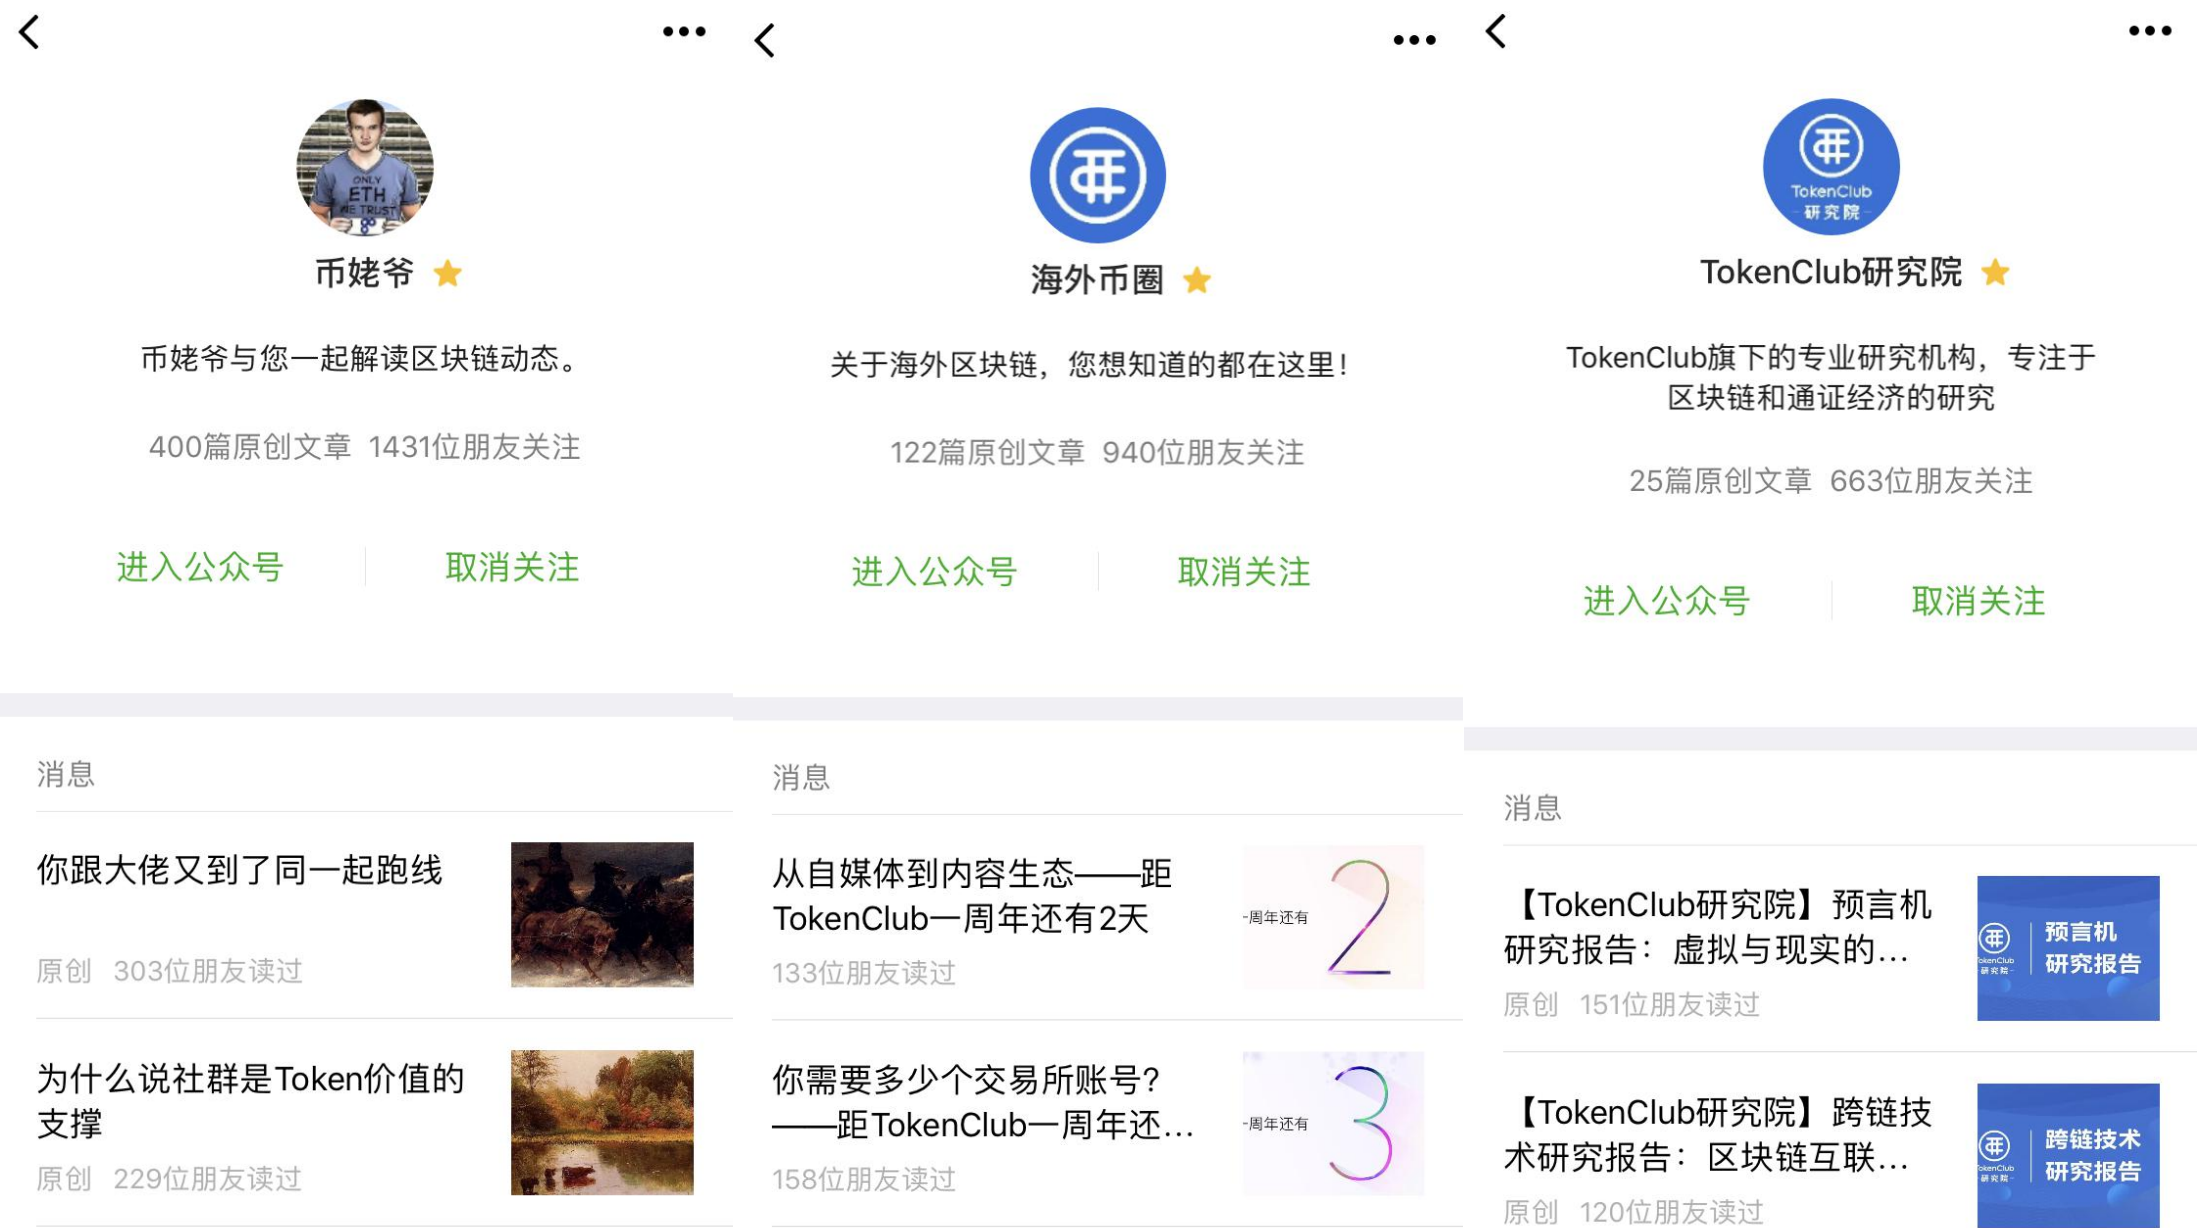 ONLY
ETH
WE TRUST
币姥爷
币姥爷与您一起解读区块链动态。
400篇原创文章 1431位朋友关注
进入公众号 取消关注
消息
你跟大佬又到了同一起跑线
原创 303位朋友读过
为什么说社群是Token价值的
支撑
原创 229位朋友读过
海外币圈
关于海外区块链，您想知道的都在这里！
122篇原创文章 940位朋友关注
进入公众号 取消关注
消息
从自媒体到内容生态——距
TokenClub一周年还有2天
133位朋友读过
一周年还有
2
你需要多少个交易所账号？
——距TokenClub一周年还...
158位朋友读过
一周年还有
3
TokenClub
研究院
TokenClub研究院
TokenClub旗下的专业研究机构，专注于
区块链和通证经济的研究
25篇原创文章 663位朋友关注
进入公众号 取消关注
消息
【TokenClub研究院】预言机
研究报告：虚拟与现实的...
原创 151位朋友读过
TokenClub
研究院
预言机
研究报告
【TokenClub研究院】跨链技
术研究报告：区块链互联...
原创 120位朋友读过
TokenClub
研究院
跨链技术
研究报告